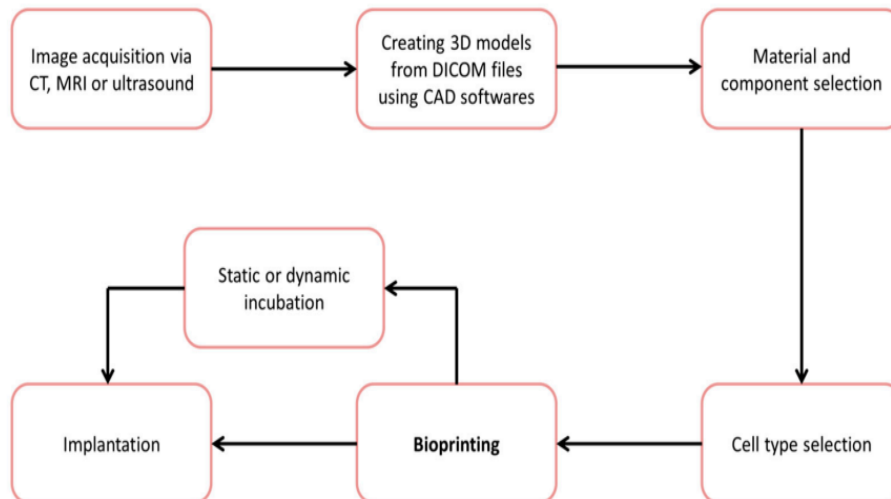 Image acquisition via
CT, MRI or ultrasound
Creating 3D models
from DICOM files
using CAD softwares
Material and
component selection
Static or dynamic
incubation
Implantation
Bioprinting
Cell type selection